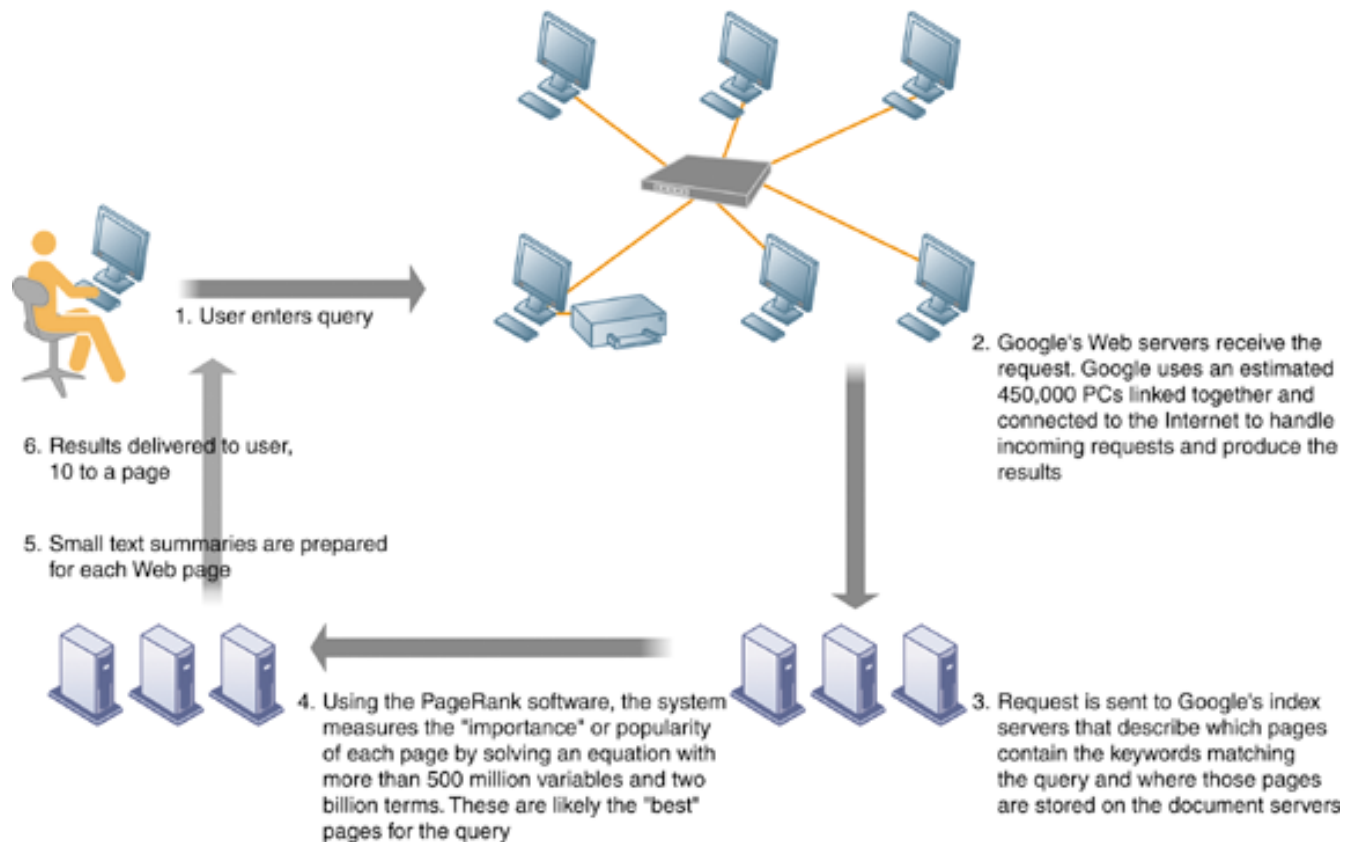 1. User enters query
2. Google's Web servers receive the
request. Google uses an estimated
450,000 PCs linked together and
connected to the Internet to handle
incoming requests and produce the
results
3. Request is sent to Google's index
servers that describe which pages
contain the keywords matching
the query and where those pages
are stored on the document servers
4. Using the PageRank software, the system
measures the "importance" or popularity
of each page by solving an equation with
more than 500 million variables and two
billion terms. These are likely the "best"
pages for the query
5. Small text summaries are prepared
for each Web page
6. Results delivered to user,
10 to a page